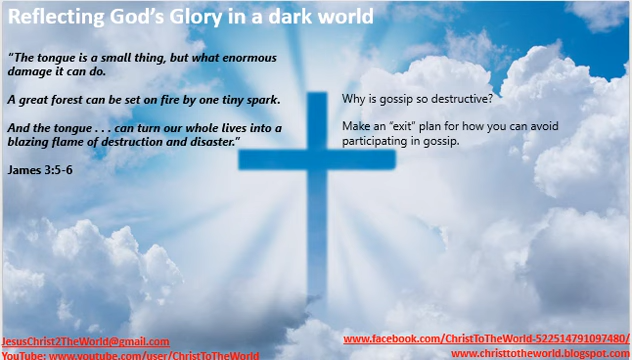 Reflecting God's Glory in a dark world
“The tongue is a small thing, but what enormous
damage it can do.
A great forest can be set on fire by one tiny spark.
And the tongue . . . can turn our whole lives into a
blazing flame of destruction and disaster.”
James 3:5-6
Why is gossip so destructive?
Make an “exit” plan for how you can avoid
participating in gossip.
JesusChrist2TheWorld@gmail.com
YouTube: www.youtube.com/user/ChristToTheWorld
www.facebook.com/ChristToTheWorld-522514791097480/
www.christtotheworld.blogspot.com